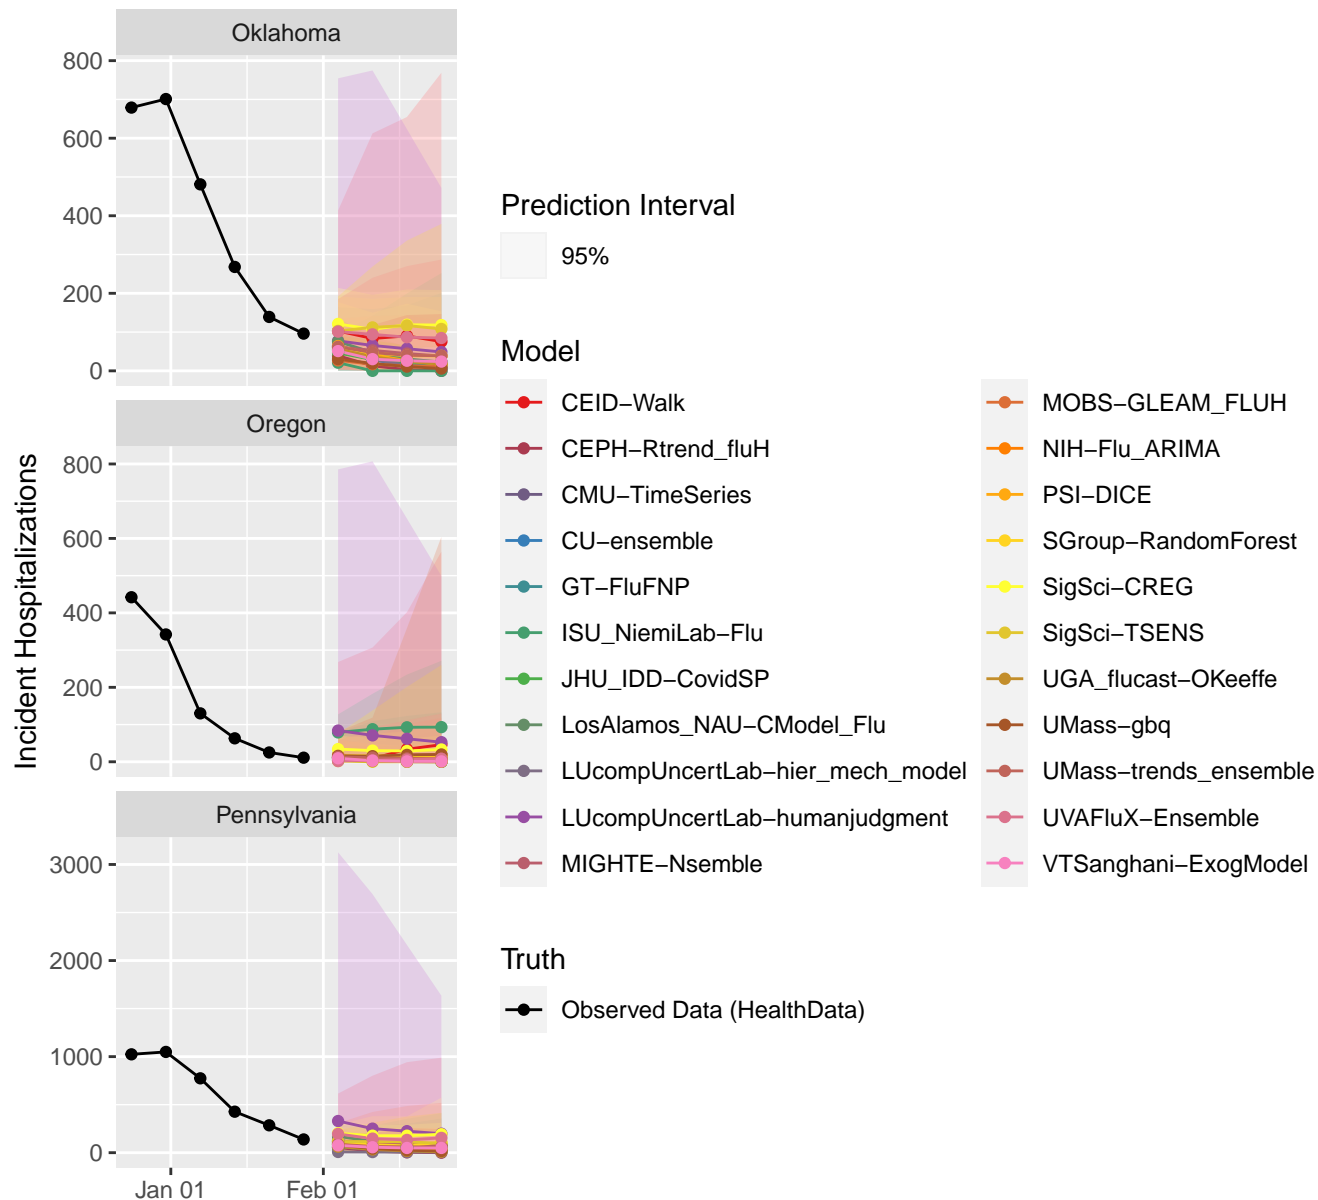 Oklahoma
800
600
400
200
0
Oregon
800
600
400
200
0
Pennsylvania
3000
2000
1000
0
Jan 01
Feb 01
Incident Hospitalizations
Prediction Interval
95%
Model
CEID−Walk
CEPH−Rtrend_fluH
CMU−TimeSeries
CU−ensemble
GT−FluFNP
ISU_NiemiLab−Flu
JHU_IDD−CovidSP
LosAlamos_NAU−CModel_Flu
LUcompUncertLab−hier_mech_model
LUcompUncertLab−humanjudgment
MIGHTE−Nsemble
MOBS−GLEAM_FLUH
NIH−Flu_ARIMA
PSI−DICE
SGroup−RandomForest
SigSci−CREG
SigSci−TSENS
UGA_flucast−OKeeffe
UMass−gbq
UMass−trends_ensemble
UVAFluX−Ensemble
VTSanghani−ExogModel
Truth
Observed Data (HealthData)